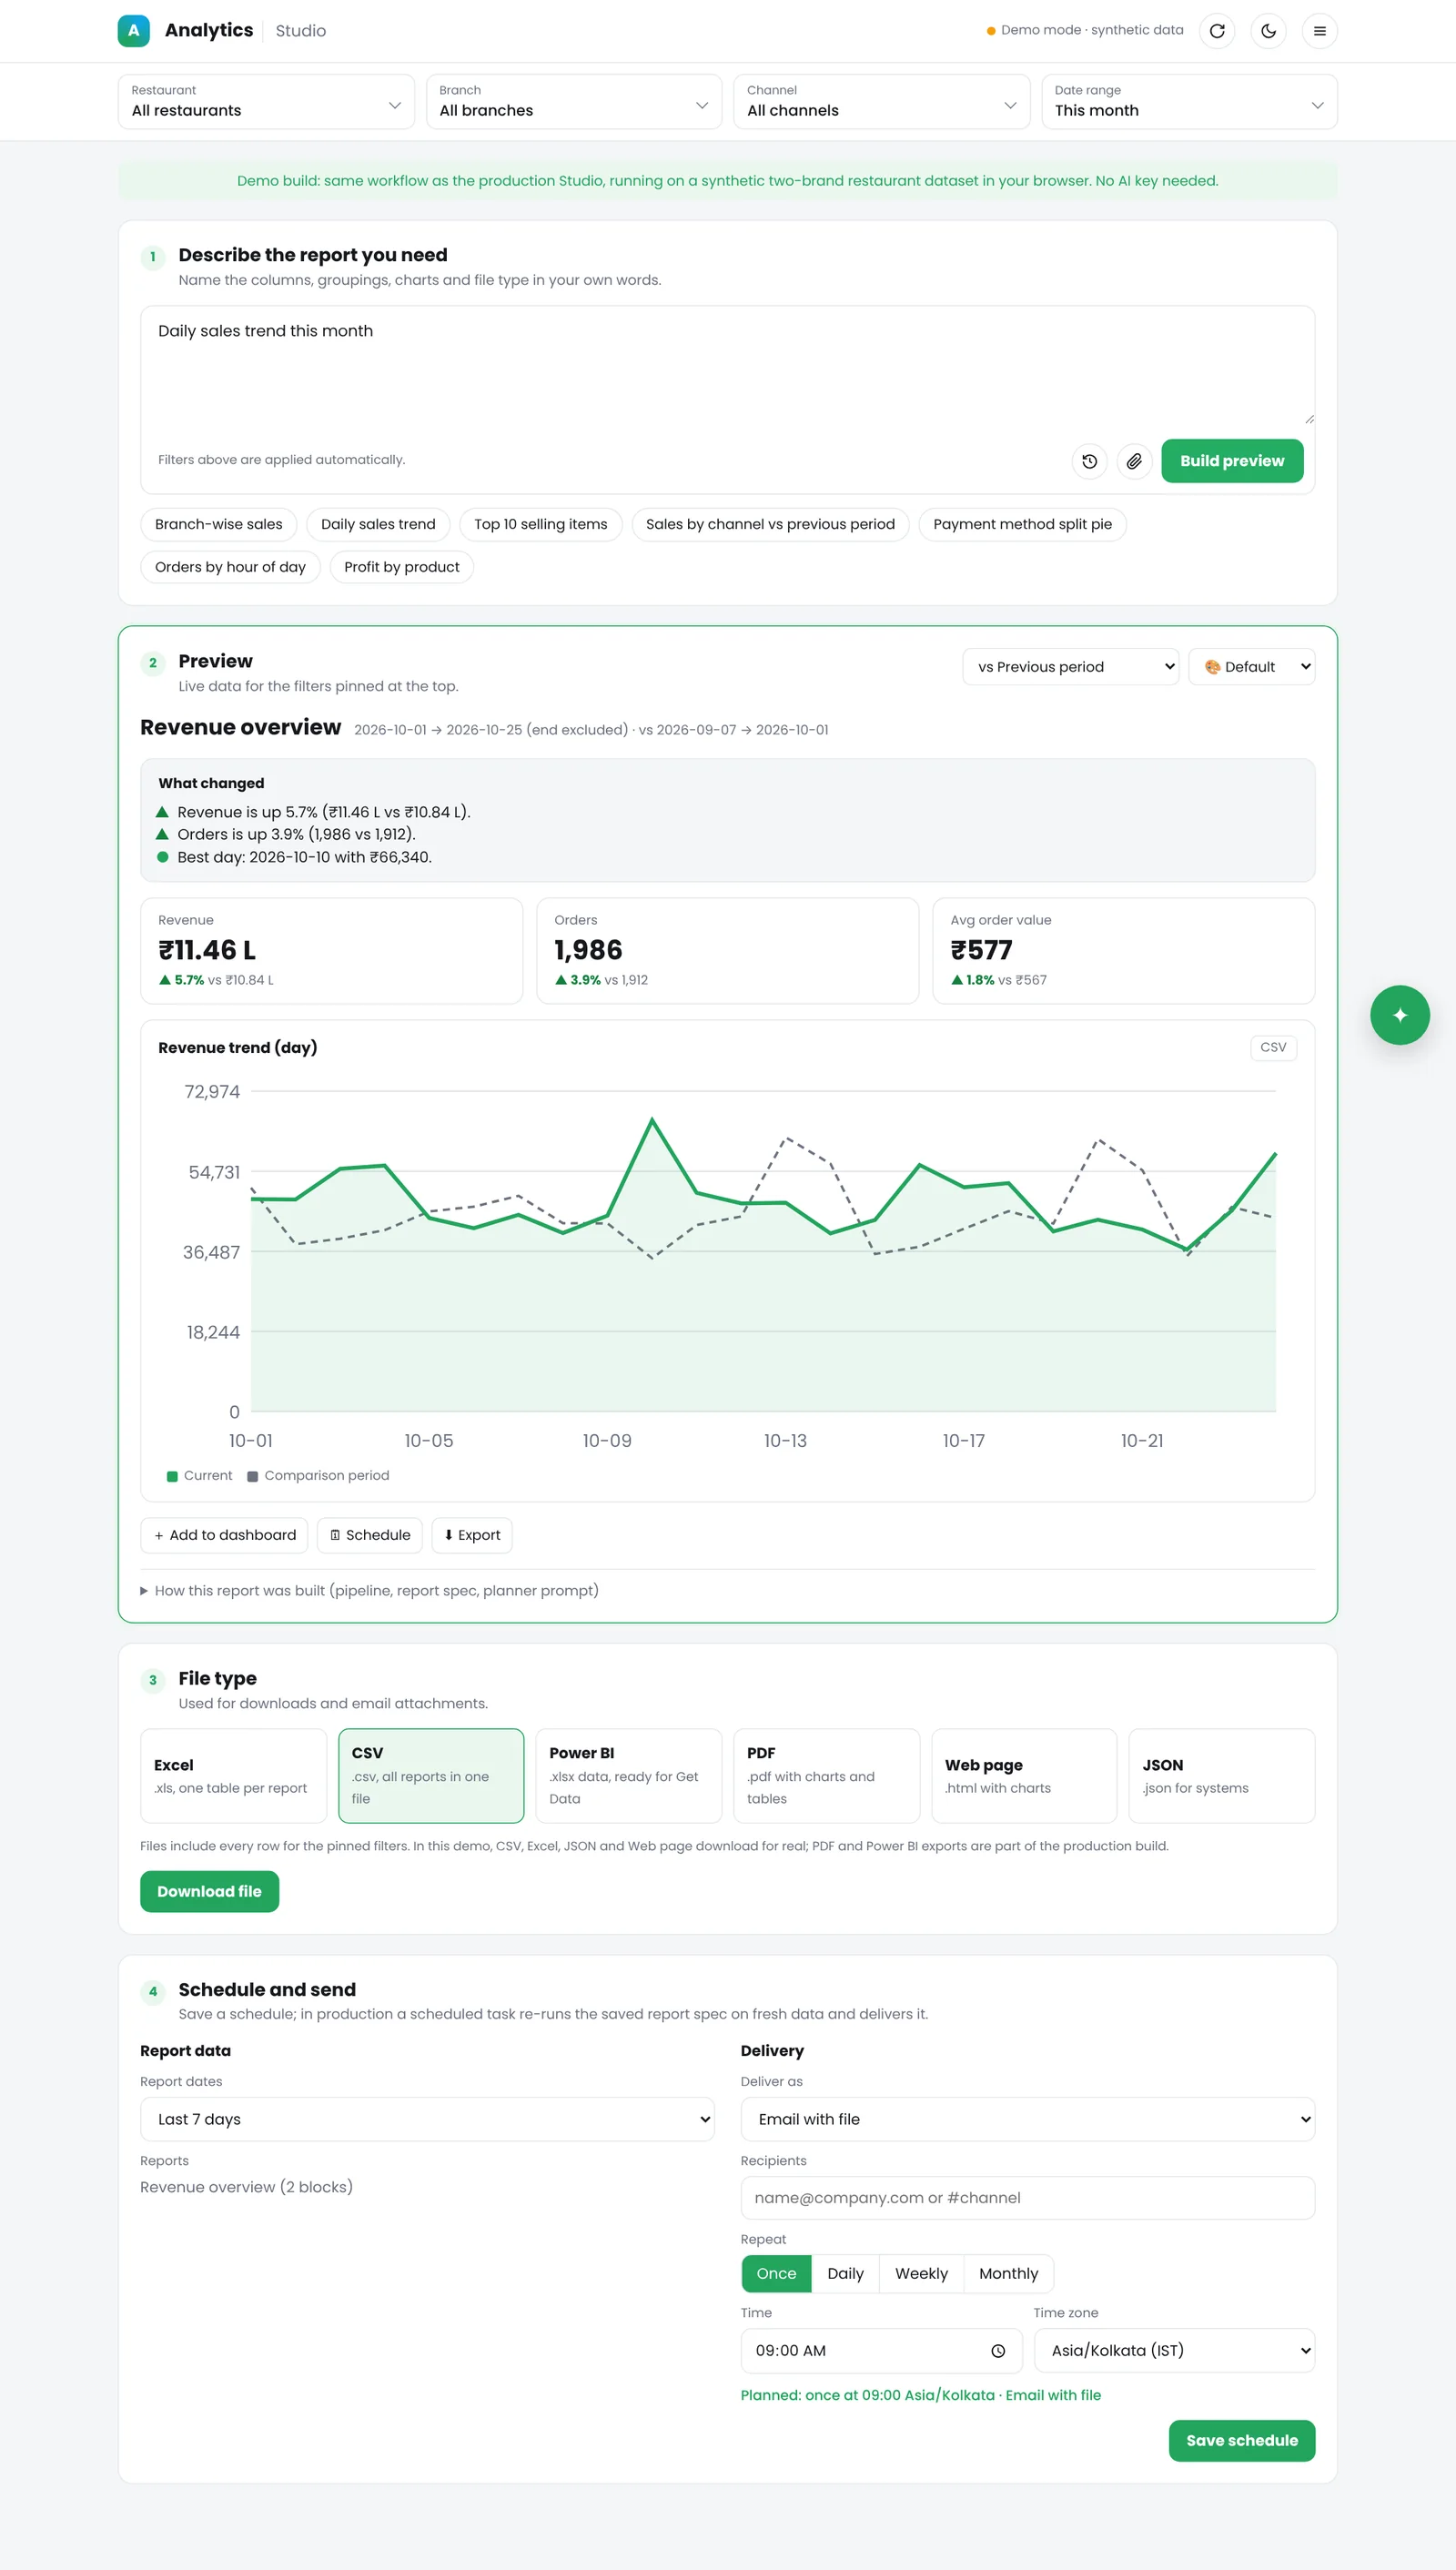 A Analytics Studio
Demo mode · synthetic data
Restaurant
All restaurants
Branch
All branches
Channel
All channels
Date range
This month
Demo build: same workflow as the production Studio, running on a synthetic two-brand restaurant dataset in your browser. No AI key needed.
1 Describe the report you need
Name the columns, groupings, charts and file type in your own words.
Daily sales trend this month
Filters above are applied automatically.
Build preview
Branch-wise sales
Daily sales trend
Top 10 selling items
Sales by channel vs previous period
Payment method split pie
Orders by hour of day
Profit by product
2 Preview
Live data for the filters pinned at the top.
vs Previous period
🎨 Default
Revenue overview 2026-10-01 → 2026-10-25 (end excluded) · vs 2026-09-07 → 2026-10-01
What changed
▲ Revenue is up 5.7% (₹11.46 L vs ₹10.84 L).
▲ Orders is up 3.9% (1,986 vs 1,912).
● Best day: 2026-10-10 with ₹66,340.
Revenue
₹11.46 L
▲ 5.7% vs ₹10.84 L
Orders
1,986
▲ 3.9% vs 1,912
Avg order value
₹577
▲ 1.8% vs ₹567
Revenue trend (day)
CSV
72,974
54,731
36,487
18,244
0
10-01 10-05 10-09 10-13 10-17 10-21
Current Comparison period
+ Add to dashboard
Schedule
⬇ Export
▶ How this report was built (pipeline, report spec, planner prompt)
3 File type
Used for downloads and email attachments.
Excel
.xls, one table per report
CSV
.csv, all reports in one
file
Power BI
.xlsx data, ready for Get
Data
PDF
.pdf with charts and
tables
Web page
.html with charts
JSON
.json for systems
Files include every row for the pinned filters. In this demo, CSV, Excel, JSON and Web page download for real; PDF and Power BI exports are part of the production build.
Download file
4 Schedule and send
Save a schedule; in production a scheduled task re-runs the saved report spec on fresh data and delivers it.
Report data
Report dates
Last 7 days
Reports
Revenue overview (2 blocks)
Delivery
Deliver as
Email with file
Recipients
name@company.com or #channel
Repeat
Once Daily Weekly Monthly
Time
09:00 AM
Time zone
Asia/Kolkata (IST)
Planned: once at 09:00 Asia/Kolkata · Email with file
Save schedule